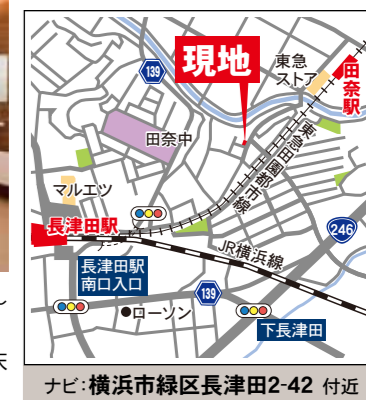 139
現地
東急
ストア
田奈駅
田奈中
東急田園都市線
マルエツ
長津田駅
246
JR横浜線
長津田駅
南口入口
139
ローソン
下長津田
〜
床
ナビ:横浜市緑区長津田2-42 付近